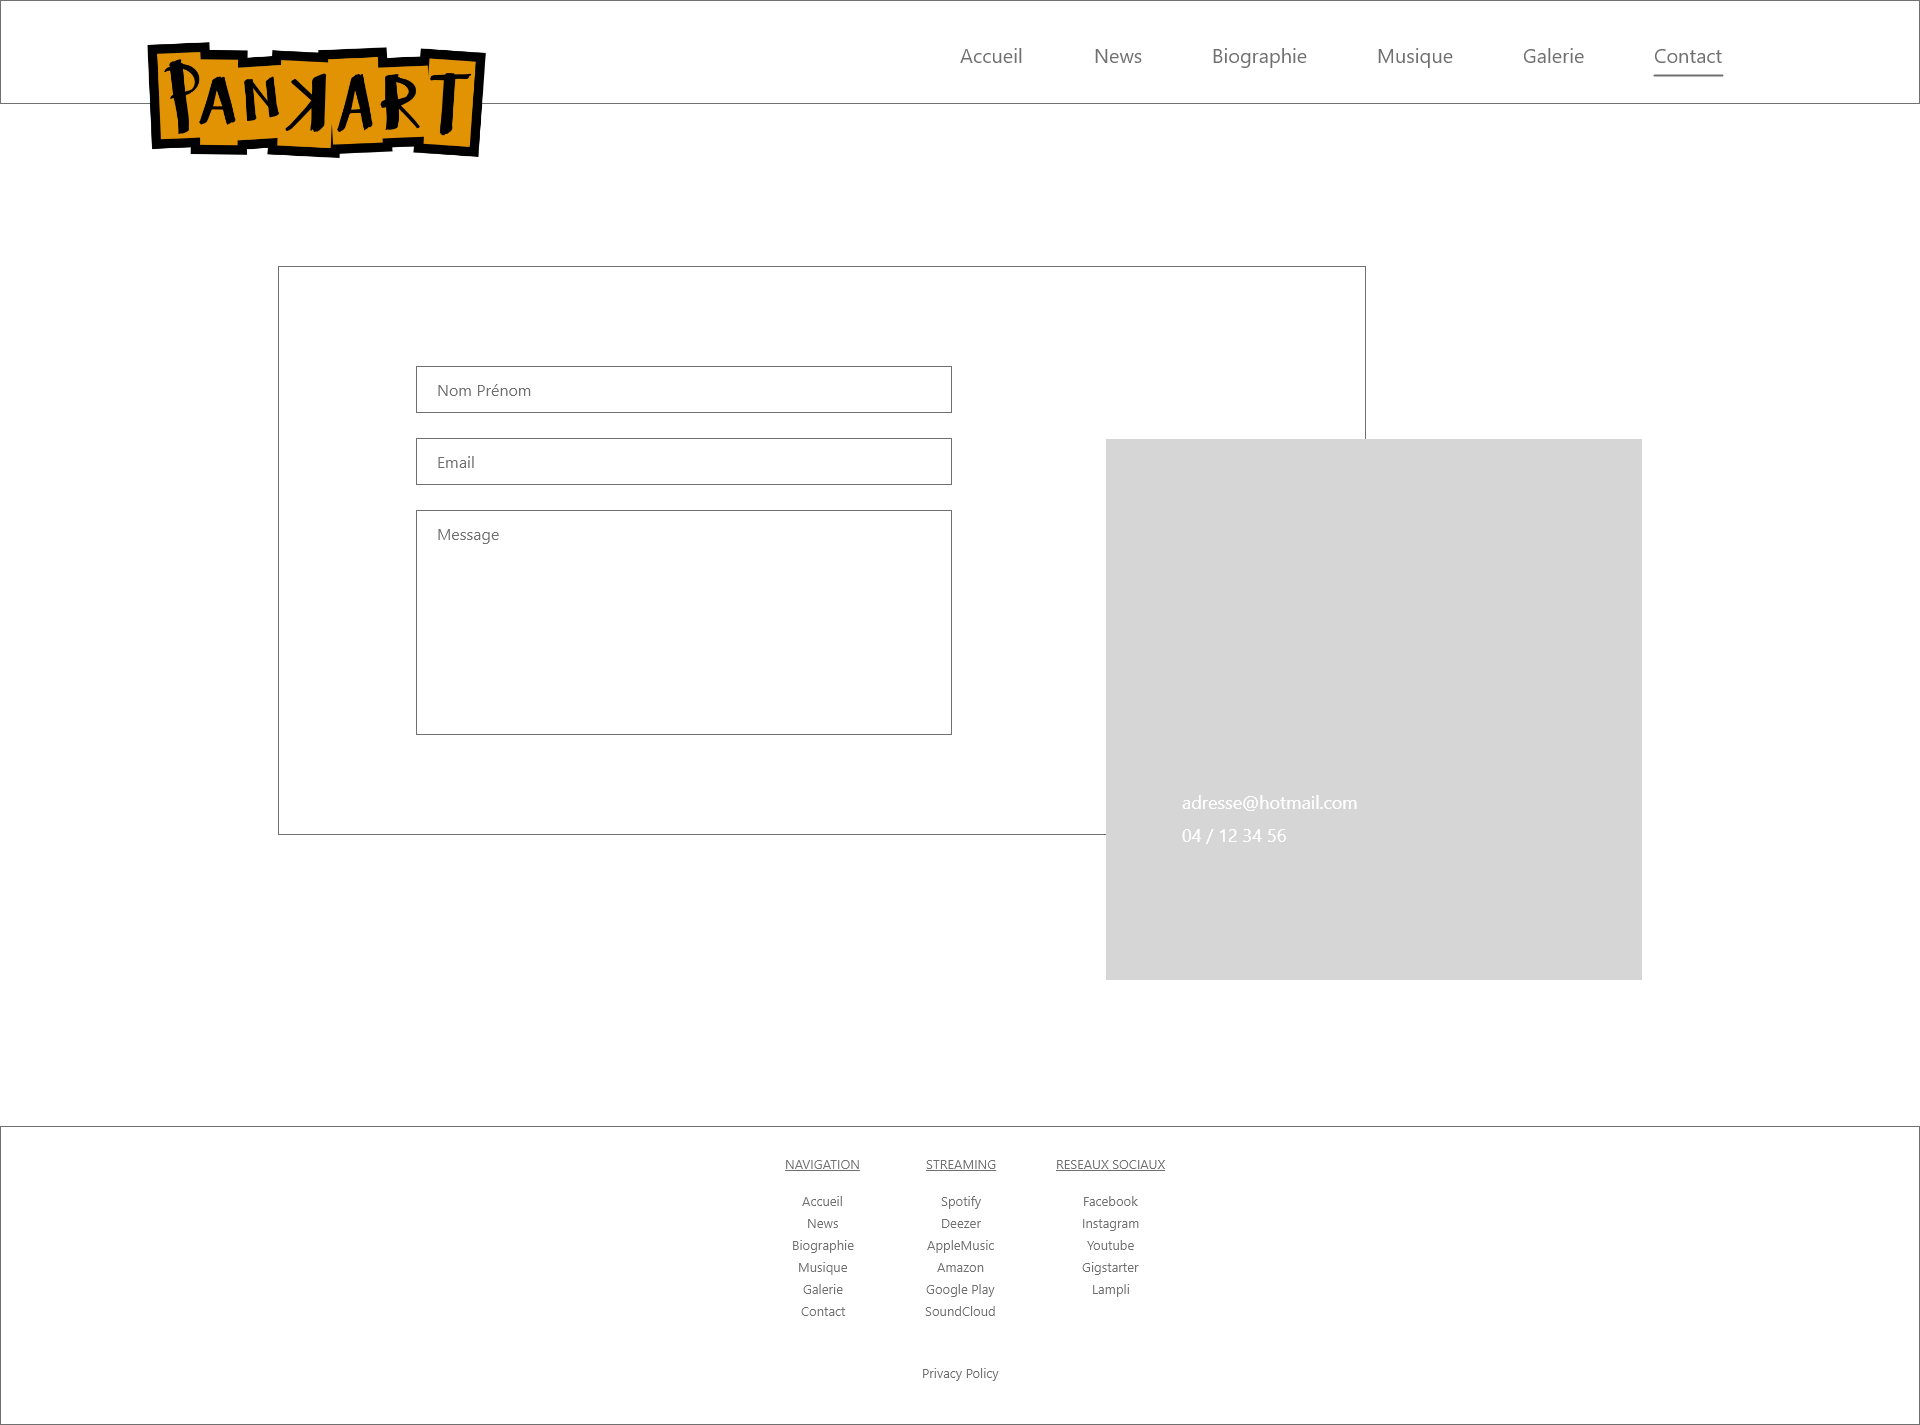 PANKART
Accueil News Biographie Musique Galerie Contact
Nom Prénom
Email
Message
adresse@hotmail.com
04 / 12 34 56
NAVIGATION
Accueil
News
Biographie
Musique
Galerie
Contact
STREAMING
Spotify
Deezer
AppleMusic
Amazon
Google Play
SoundCloud
RESEAUX SOCIAUX
Facebook
Instagram
Youtube
Gigstarter
Lampli
Privacy Policy